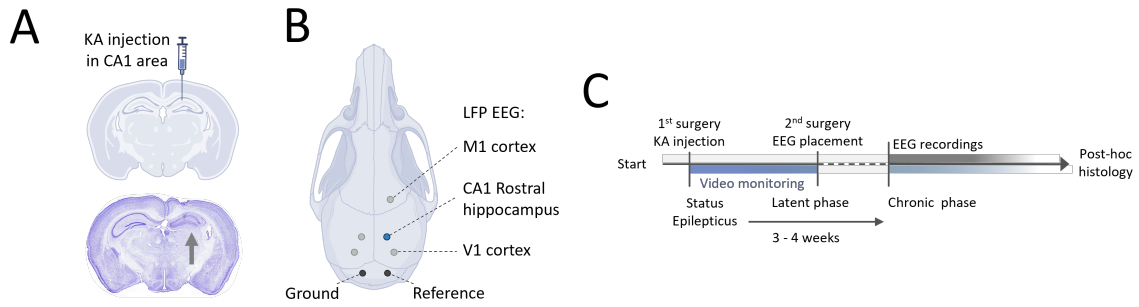 A
KA injection
in CA1 area
B
LFP EEG:
M1 cortex
CA1 Rostral
hippocampus
V1 cortex
Ground
Reference
C
1st surgery
KA injection
2nd surgery
EEG placement
EEG recordings
Start
Post-hoc
histology
Video monitoring
Status
Epilepticus
Latent phase
Chronic phase
3 - 4 weeks